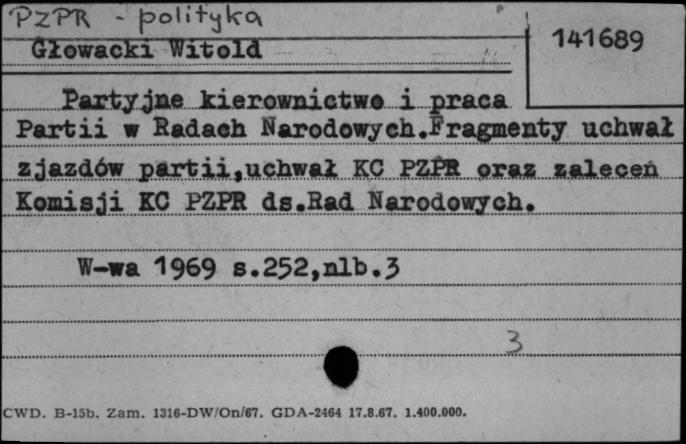 PZPR - polityka
Głowacki Witold
141689
Partyjne kierownictwo i praca
Partii w Radach Narodowych.Fragmenty uchwał
zjazdów partii,uchwał KC PZPR oraz zaleceń
Komisji KC PZPR ds.Rad Narodowych.
W-wa 1969 s.252,nlb.3
3
CWD. B-15b. Zam. 1316-DW/On/67. GDA-2464 17.8.67. 1.400.000.